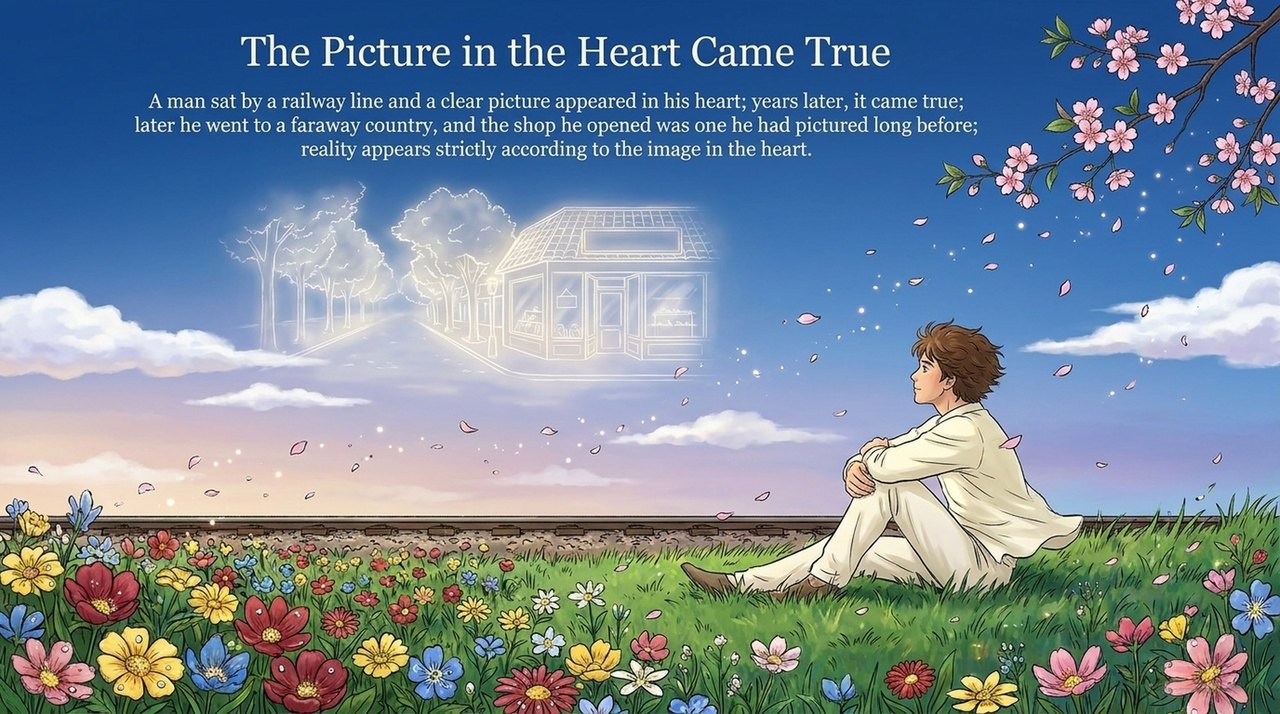 The Picture in the Heart Came True
A man sat by a railway line and a clear picture appeared in his heart; years later, it came true;
later he went to a faraway country, and the shop he opened was one he had pictured long before;
reality appears strictly according to the image in the heart.